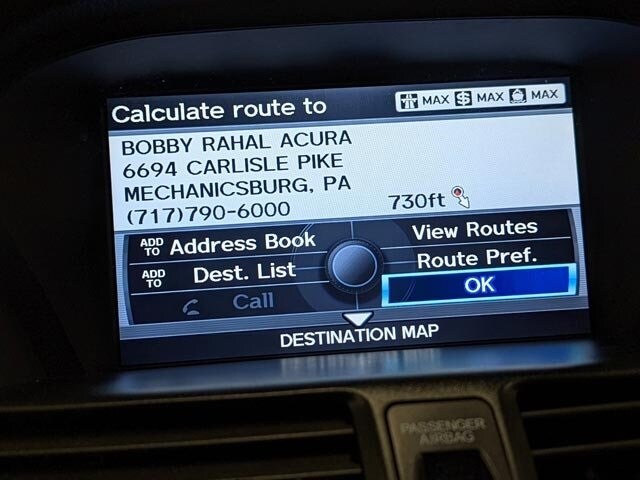 Calculate route to
MAX MAX MAX
BOBBY RAHAL ACURA
6694 CARLISLE PIKE
MECHANICSBURG, PA
(717)790-6000
730ft
ADD TO Address Book
ADD TO Dest. List
Call
View Routes
Route Pref.
OK
DESTINATION MAP
PASSENGER
AIRBAG